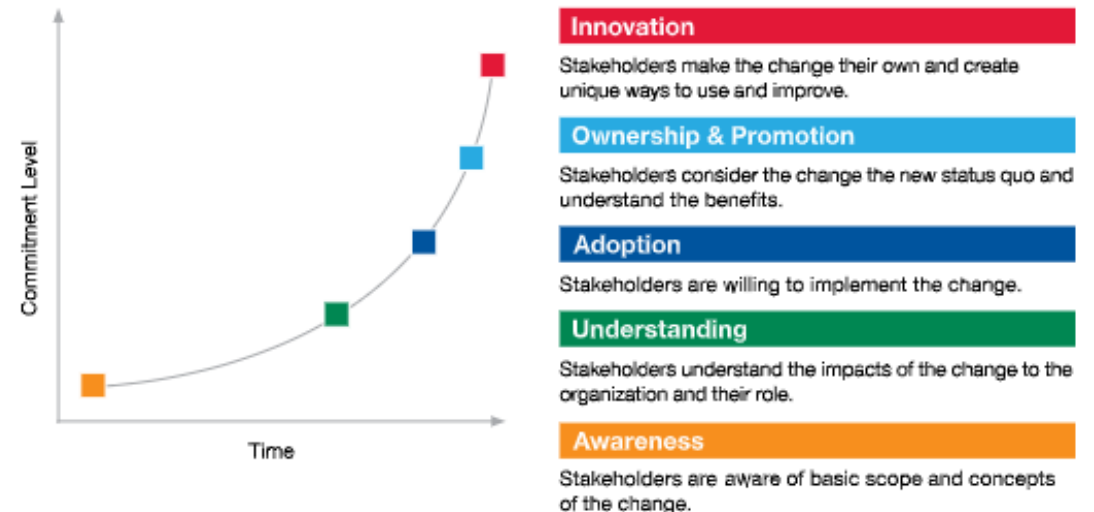 Commitment Level
Time
Innovation
Stakeholders make the change their own and create
unique ways to use and improve.
Ownership & Promotion
Stakeholders consider the change the new status quo and
understand the benefits.
Adoption
Stakeholders are willing to implement the change.
Understanding
Stakeholders understand the impacts of the change to the
organization and their role.
Awareness
Stakeholders are aware of basic scope and concepts
of the change.